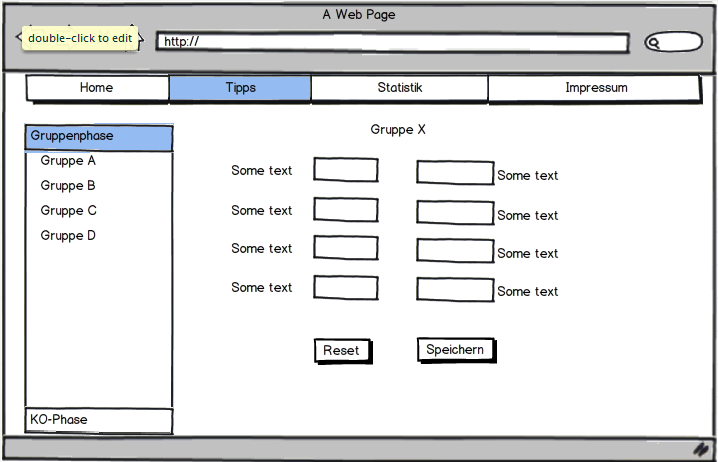 A Web Page
double-click to edit
http://
Home Tipps Statistik Impressum
Gruppenphase
Gruppe A
Gruppe B
Gruppe C
Gruppe D
KO-Phase
Gruppe X
Some text Some text
Some text Some text
Some text Some text
Some text Some text
Reset Speichern